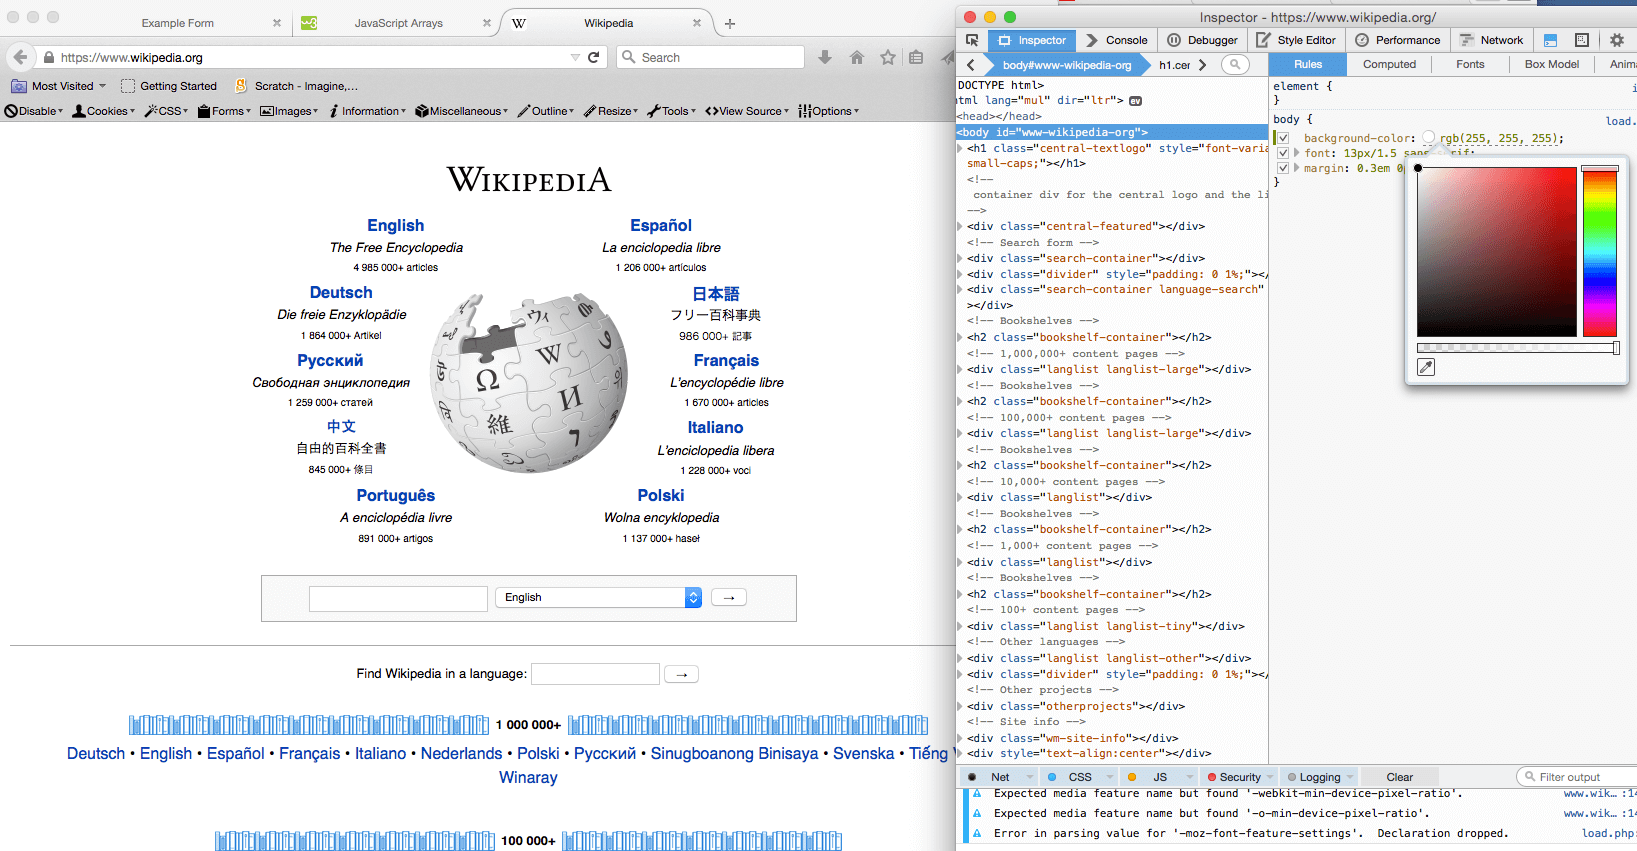 Example Form
JavaScript Arrays
Wikipedia
https://www.wikipedia.org
Search
Most Visited
Getting Started
Scratch - Imagine,...
Disable
Cookies
CSS
Forms
Images
Information
Miscellaneous
Outline
Resize
Tools
View Source
Options
WIKIPEDIA
English
The Free Encyclopedia
4 985 000+ articles
Español
La enciclopedia libre
1 206 000+ artículos
Deutsch
Die freie Enzyklopädie
1 864 000+ Artikel
日本語
フリー百科事典
986 000+ 記事
Русский
Свободная энциклопедия
1 259 000+ статей
Français
L'encyclopédie libre
1 670 000+ articles
中文
自由的百科全書
845 000+ 條目
Italiano
L'enciclopedia libera
1 228 000+ voci
Português
A enciclopédia livre
891 000+ artigos
Polski
Wolna encyklopedia
1 137 000+ haseł
Ω
W
И
維
ウィ
English
→
Find Wikipedia in a language:
→
1 000 000+
Deutsch • English • Español • Français • Italiano • Nederlands • Polski • Русский • Sinugboanong Binisaya • Svenska • Tiếng
Winaray
100 000+
Inspector - https://www.wikipedia.org/
Inspector
Console
Debugger
Style Editor
Performance
Network
body#www-wikipedia-org
h1.cer
Rules
Computed
Fonts
Box Model
Anim
DOCTYPE html>
html lang="mul" dir="ltr"> ev
<head></head>
<body id="www-wikipedia-org">
<h1 class="central-textlogo" style="font-varia
small-caps;"></h1>
<!--
container div for the central logo and the li
-->
<div class="central-featured"></div>
<!-- Search form -->
<div class="search-container"></div>
<div class="divider" style="padding: 0 1%;"></
<div class="search-container language-search"
></div>
<!-- Bookshelves -->
<h2 class="bookshelf-container"></h2>
<!-- 1,000,000+ content pages -->
<div class="langlist langlist-large"></div>
<!-- Bookshelves -->
<h2 class="bookshelf-container"></h2>
<!-- 100,000+ content pages -->
<div class="langlist langlist-large"></div>
<!-- Bookshelves -->
<h2 class="bookshelf-container"></h2>
<!-- 10,000+ content pages -->
<div class="langlist"></div>
<!-- Bookshelves -->
<h2 class="bookshelf-container"></h2>
<!-- 1,000+ content pages -->
<div class="langlist"></div>
<!-- Bookshelves -->
<h2 class="bookshelf-container"></h2>
<!-- 100+ content pages -->
<div class="langlist langlist-tiny"></div>
<!-- Other languages -->
<div class="langlist langlist-other"></div>
<div class="divider" style="padding: 0 1%;"></
<!-- Other projects -->
<div class="otherprojects"></div>
<!-- Site info -->
<div class="wm-site-info"></div>
<div style="text-align:center"></div>
element {
}
body {
load.
background-color: rgb(255, 255, 255);
font: 13px/1.5
margin: 0.3em
}
Net
CSS
JS
Security
Logging
Clear
Filter output
Expected media feature name but found '-webkit-min-device-pixel-ratio'.
www.wik… :14
Expected media feature name but found '-o-min-device-pixel-ratio'.
www.wik… :14
Error in parsing value for '-moz-font-feature-settings'. Declaration dropped.
load.php: